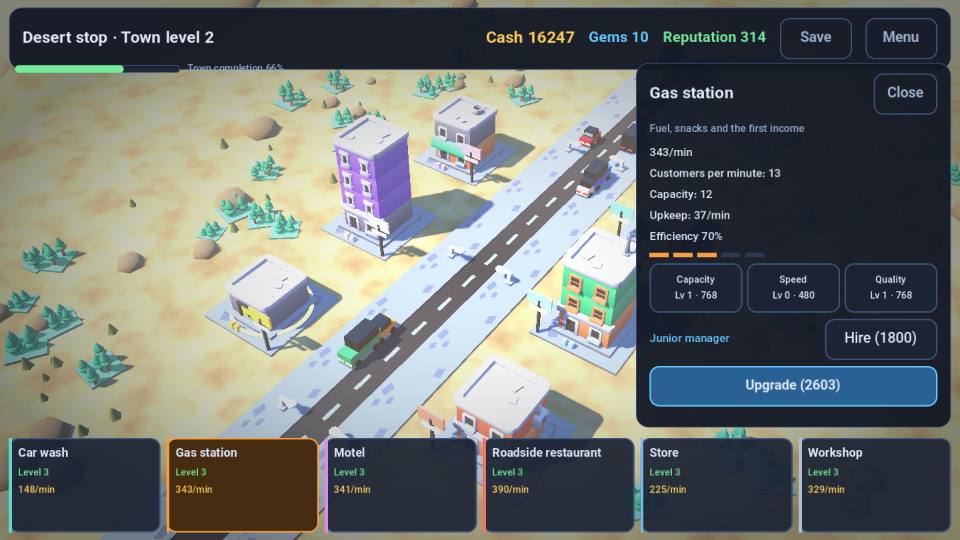 Desert stop · Town level 2
Cash 16247
Gems 10
Reputation 314
Save
Menu
Town completion 66%
Gas station
Close
Fuel, snacks and the first income
343/min
Customers per minute: 13
Capacity: 12
Upkeep: 37/min
Efficiency 70%
Capacity
Lv 1 · 768
Speed
Lv 0 · 480
Quality
Lv 1 · 768
Junior manager
Hire (1800)
Upgrade (2603)
Car wash
Level 3
148/min
Gas station
Level 3
343/min
Motel
Level 3
341/min
Roadside restaurant
Level 3
390/min
Store
Level 3
225/min
Workshop
Level 3
329/min